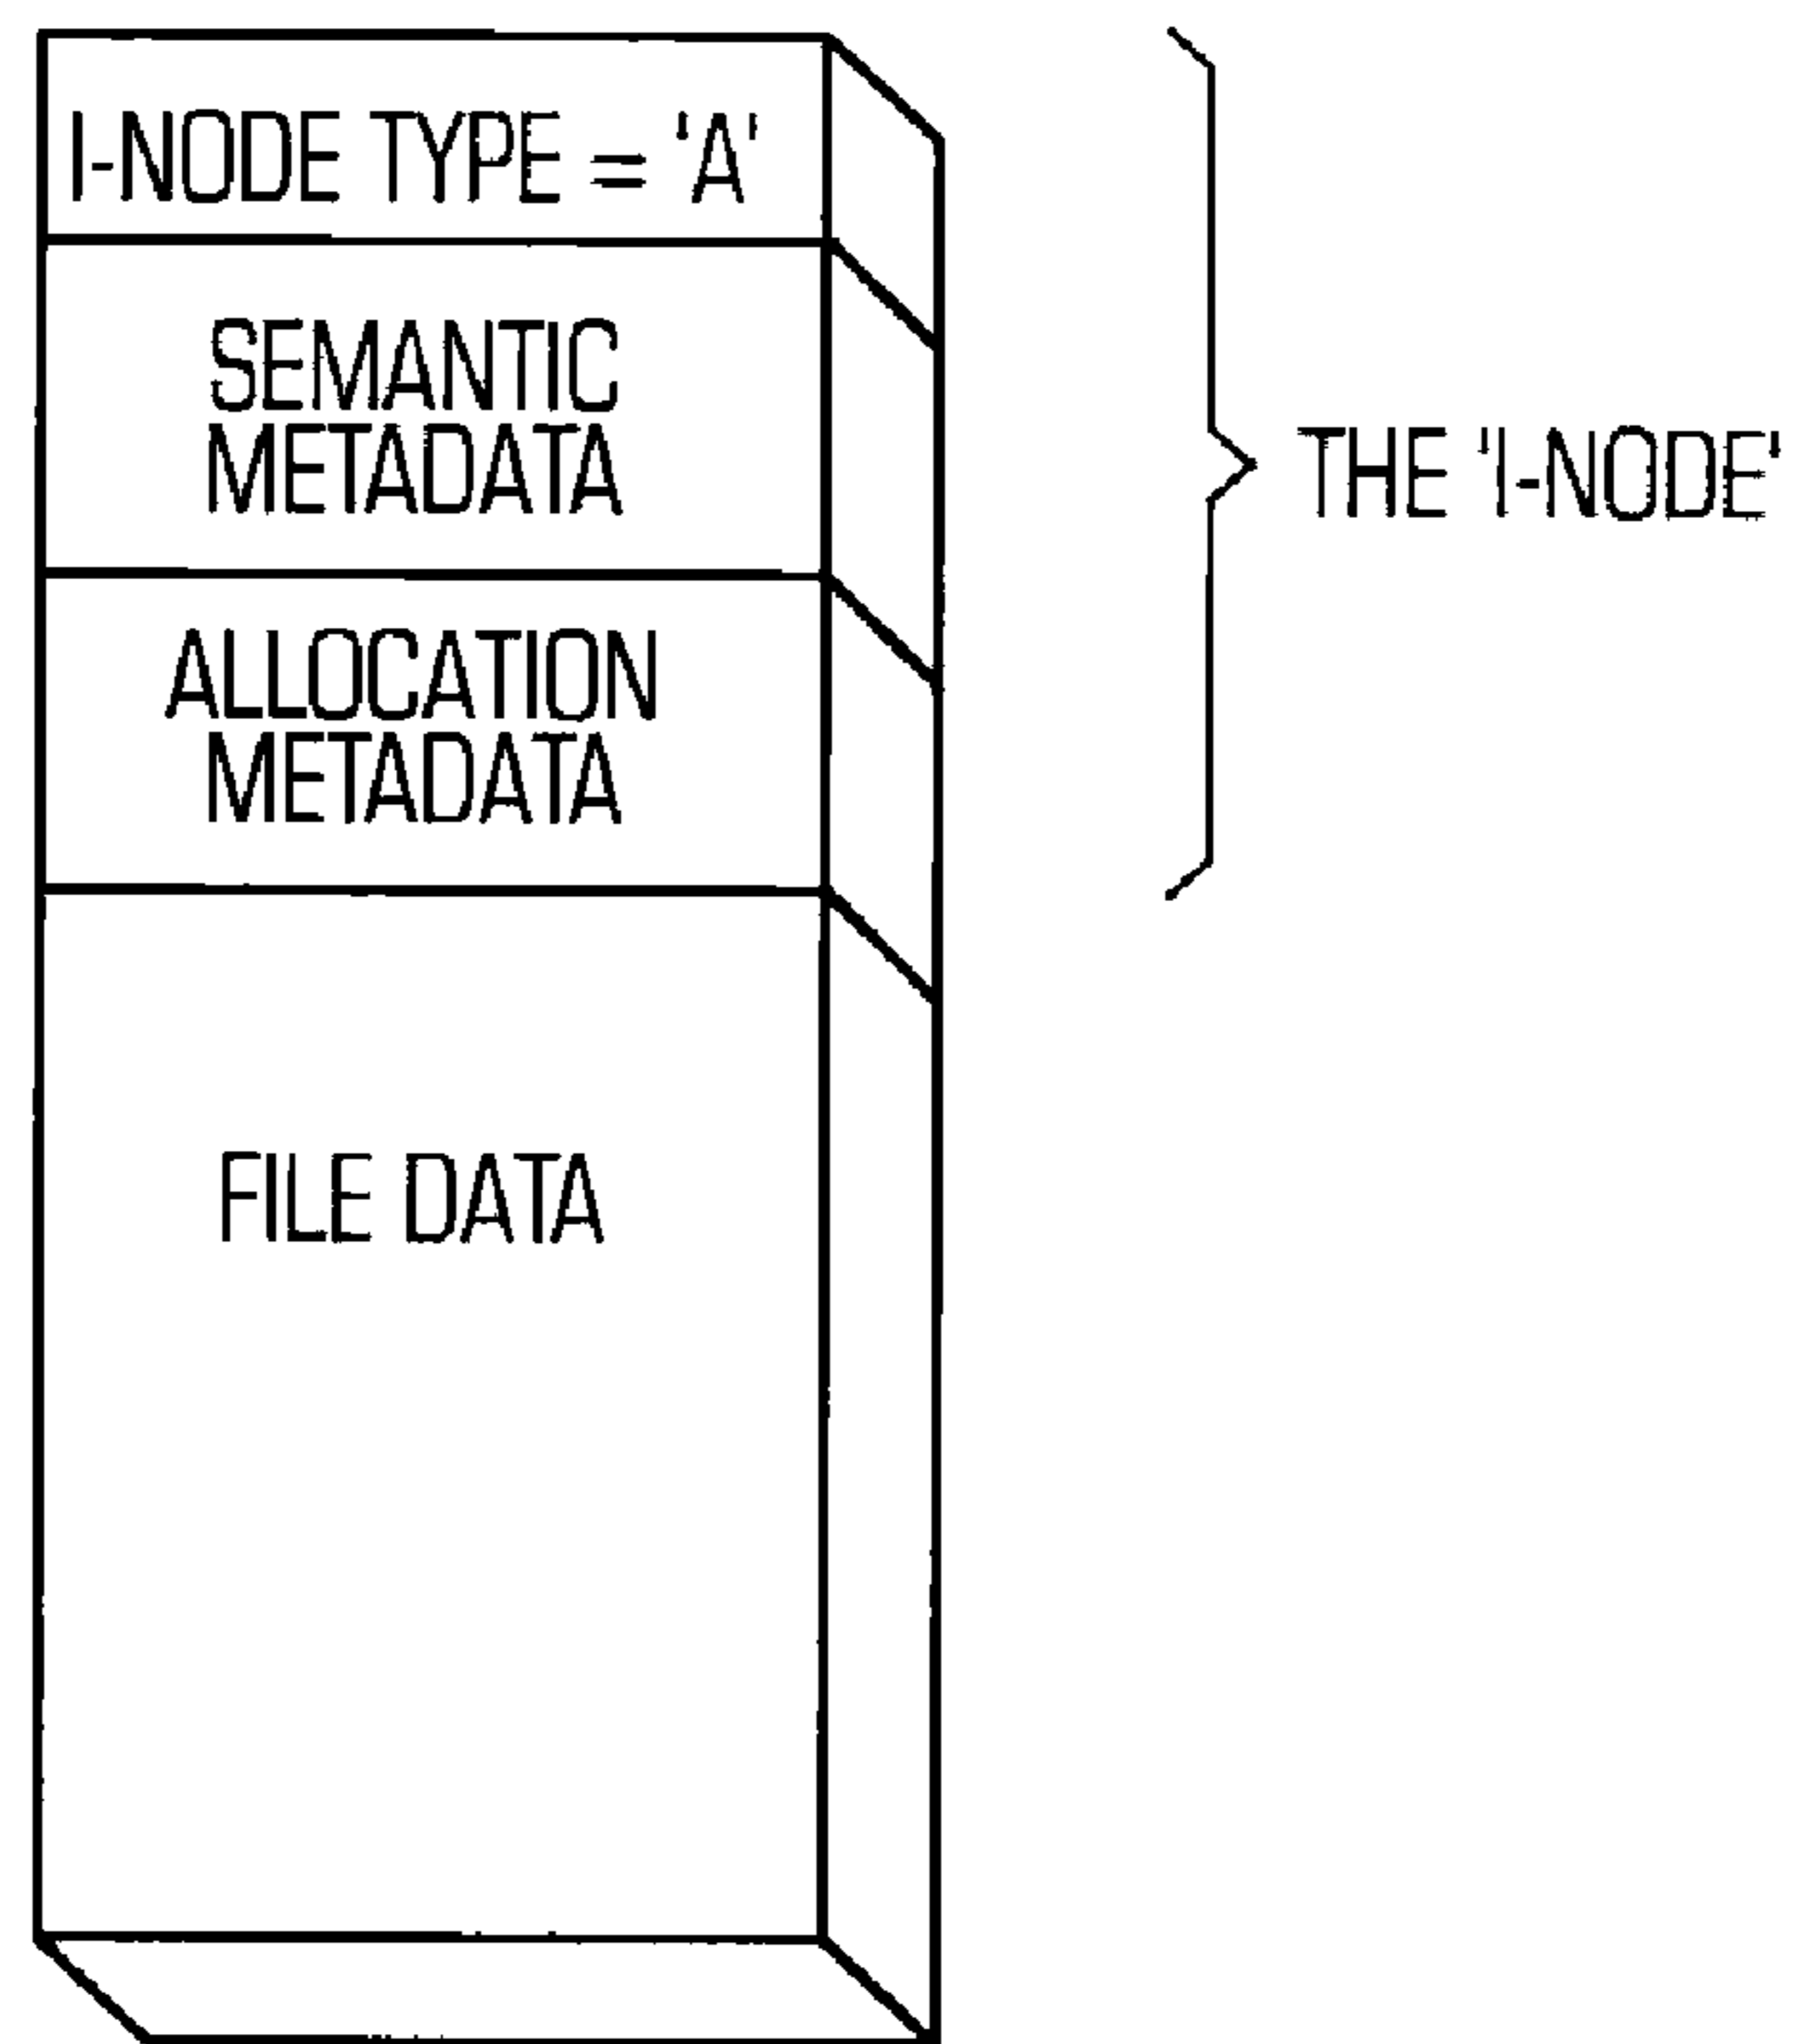 I-NODE TYPE = 'A'
SEMANTIC
METADATA
THE 'I-NODE'
ALLOCATION
METADATA
FILE DATA